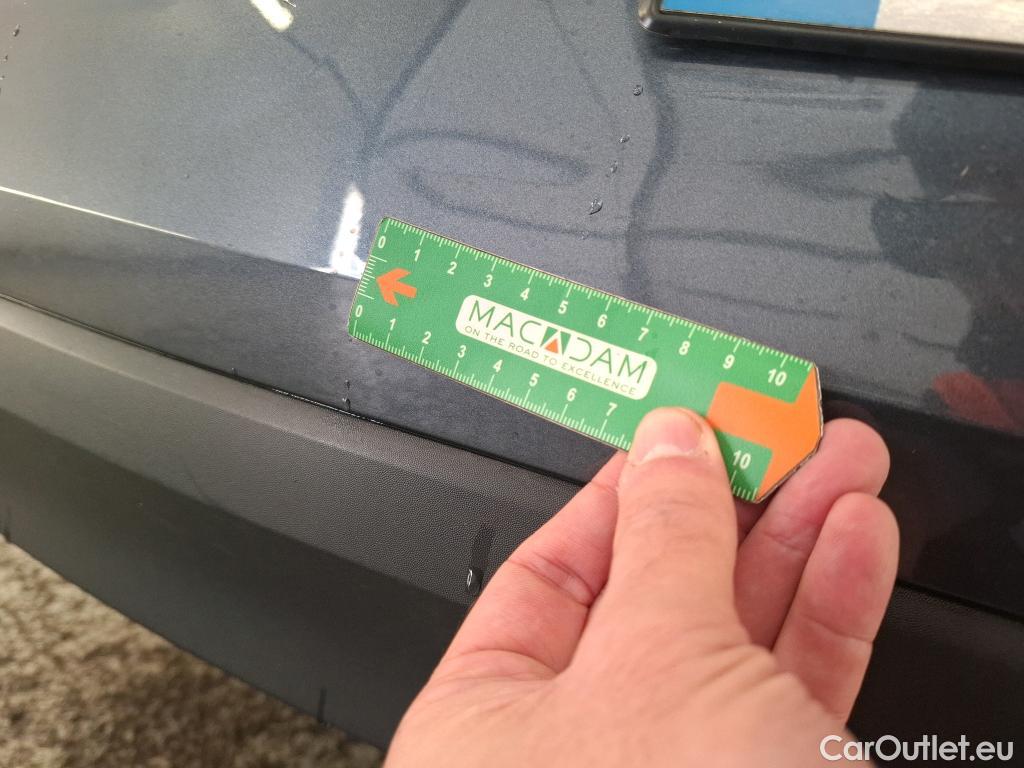 0 1 2 3 4 5 6 7 8 9 10
MACADAM
ON THE ROAD TO EXCELLENCE
0 1 2 3 4 5 6 7 10
CarOutlet.eu